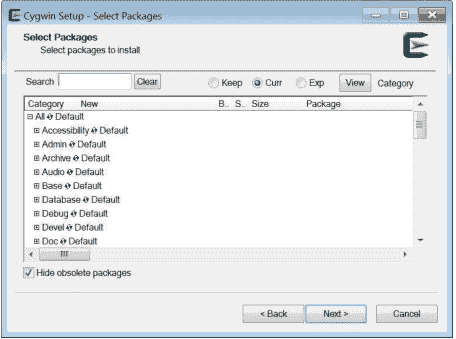 Cygwin Setup - Select Packages
Select Packages
Select packages to install
Search Clear Keep Curr Exp View Category
Category New B.. S.. Size Package
All Default
Accessibility Default
Admin Default
Archive Default
Audio Default
Base Default
Database Default
Debug Default
Devel Default
Doc Default
Hide obsolete packages
< Back Next > Cancel